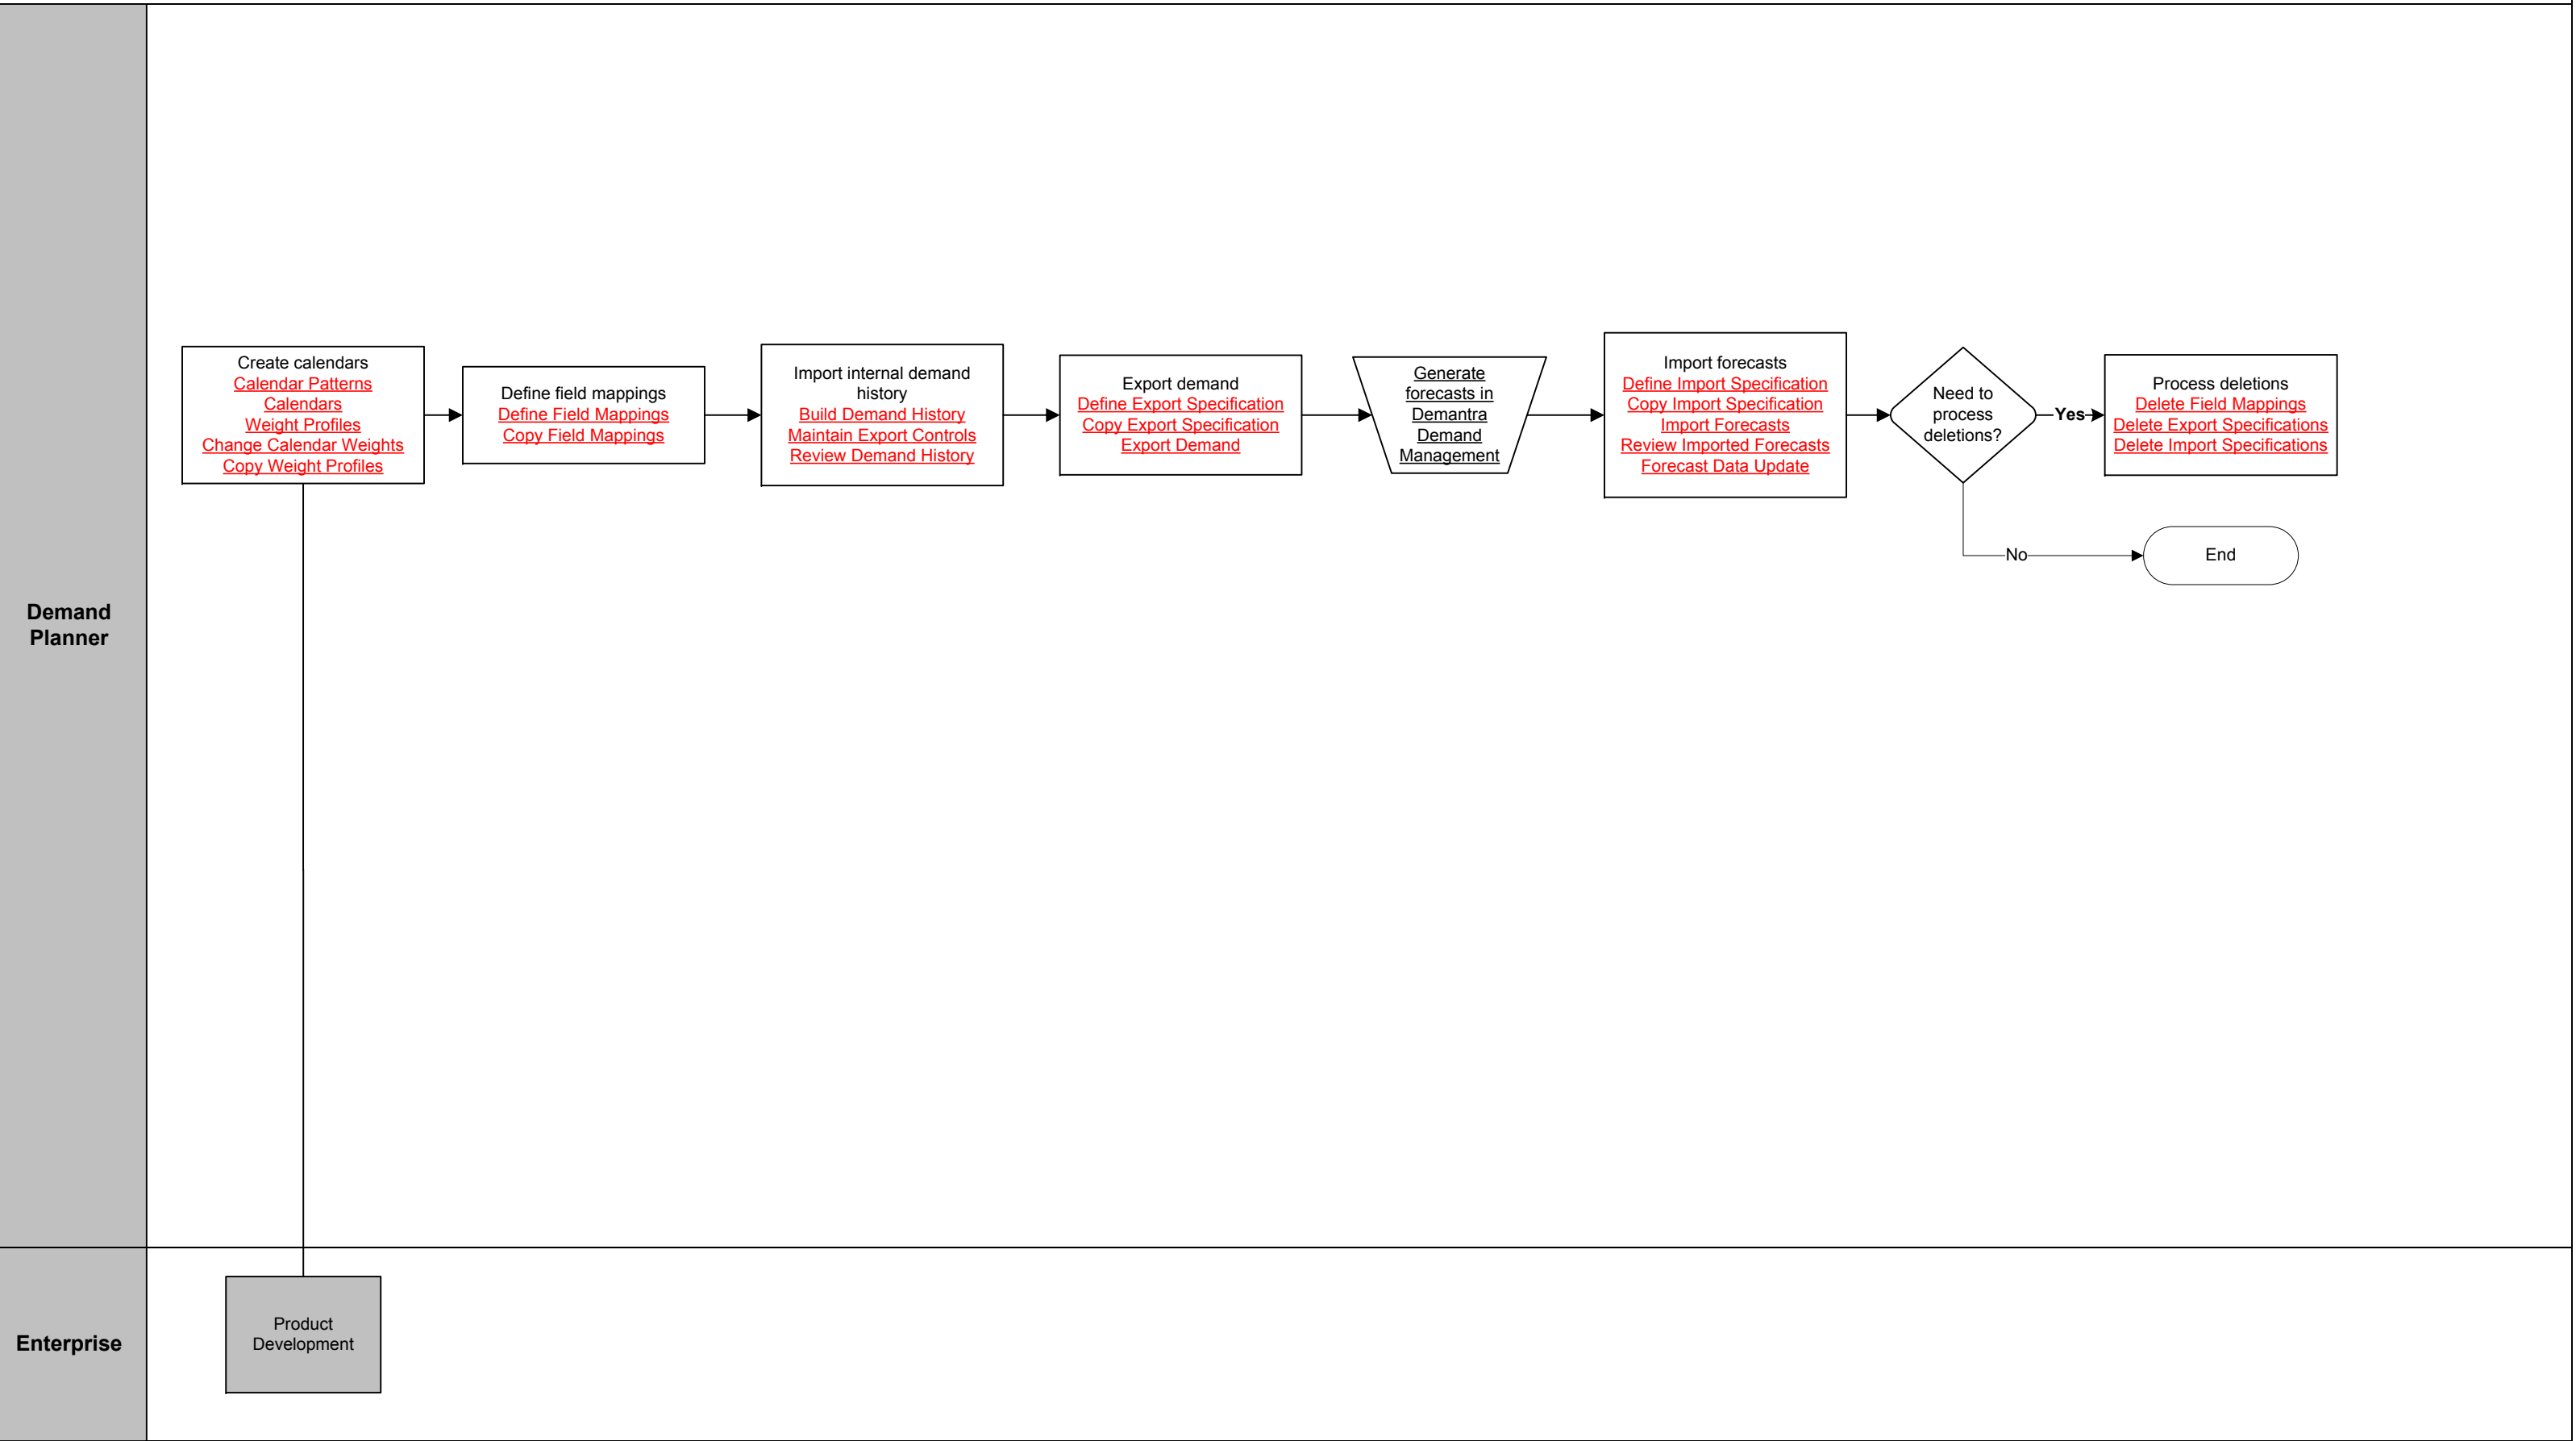 Demand
Planner
Create calendars
Calendar Patterns
Calendars
Weight Profiles
Change Calendar Weights
Copy Weight Profiles
Define field mappings
Define Field Mappings
Copy Field Mappings
Import internal demand
history
Build Demand History
Maintain Export Controls
Review Demand History
Export demand
Define Export Specification
Copy Export Specification
Export Demand
Generate
forecasts in
Demantra
Demand
Management
Import forecasts
Define Import Specification
Copy Import Specification
Import Forecasts
Review Imported Forecasts
Forecast Data Update
Need to
process
deletions?
Yes
Process deletions
Delete Field Mappings
Delete Export Specifications
Delete Import Specifications
No
End
Enterprise
Product
Development